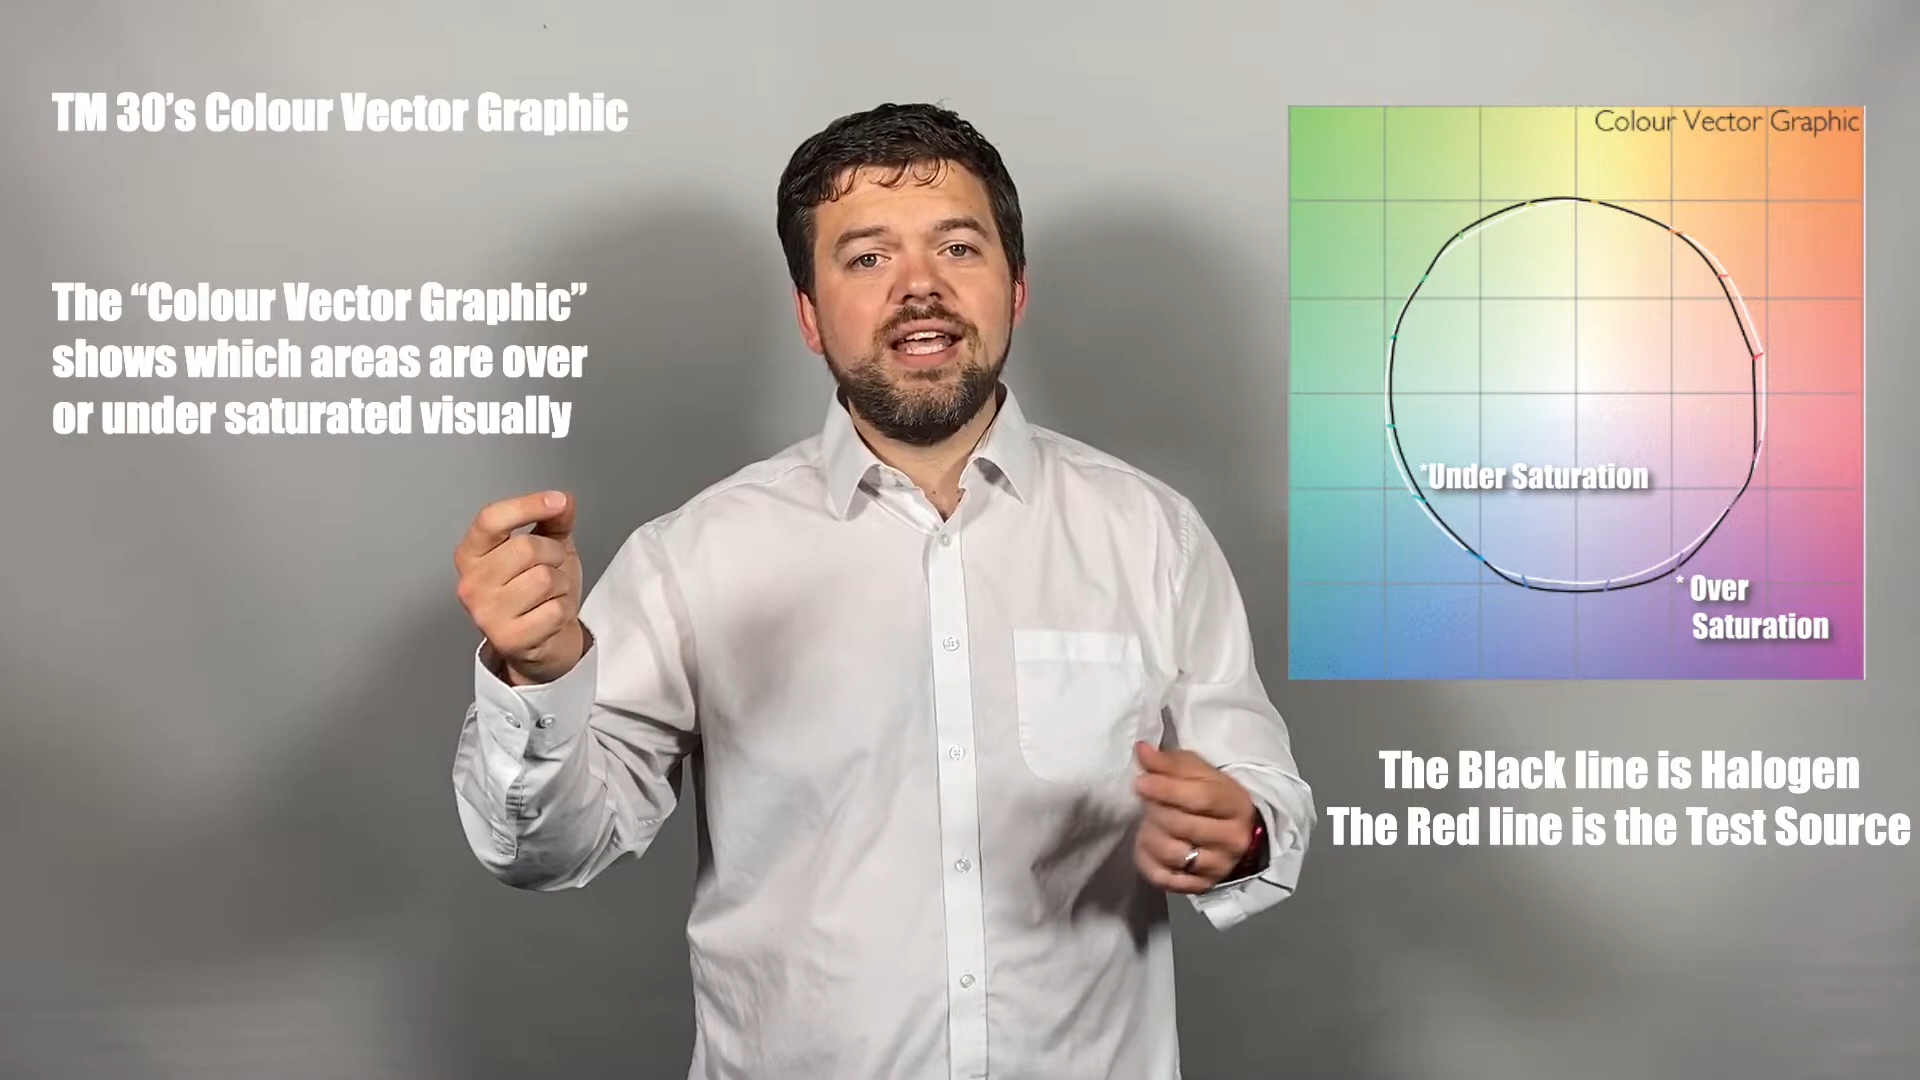 TM 30’s Colour Vector Graphic
The “Colour Vector Graphic”
shows which areas are over
or under saturated visually
Colour Vector Graphic
*Under Saturation
* Over
Saturation
The Black line is Halogen
The Red line is the Test Source